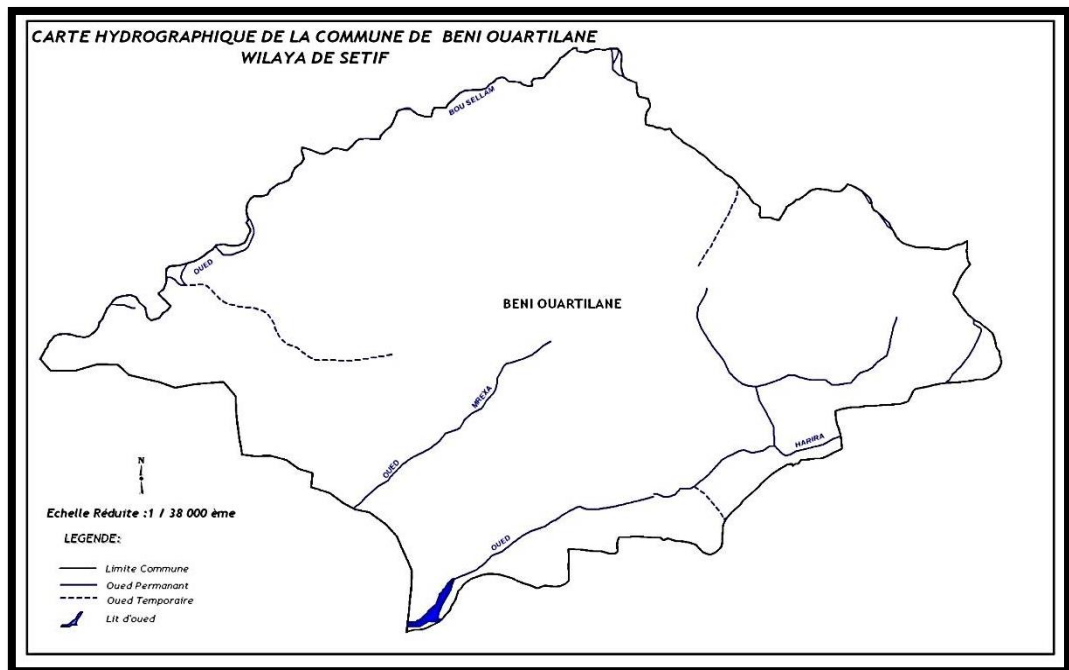 CARTE HYDROGRAPHIQUE DE LA COMMUNE DE BENI OUARTILANE
WILAYA DE SETIF
BOU SELLAM
OUED
BENI OUARTILANE
MREXA
OUED
HARIRA
OUED
N
Echelle Réduite :1 / 38 000 ème
LEGENDE:
Limite Commune
Oued Permanant
Oued Temporaire
Lit d'oued